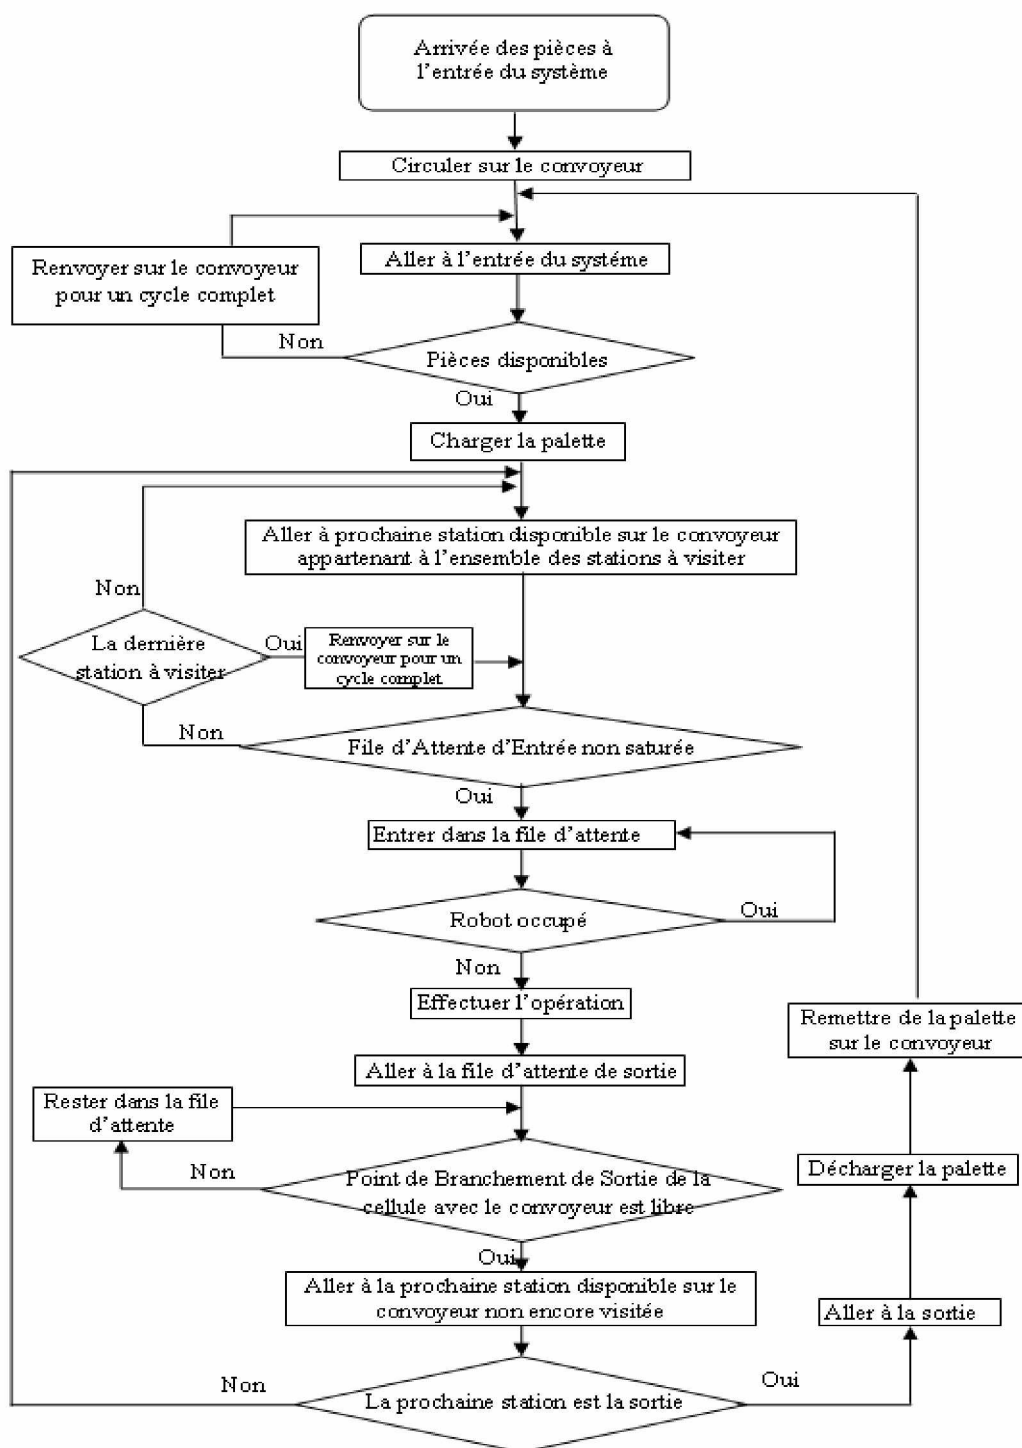 Arrivée des pièces à
l'entrée du système
Circuler sur le convoyeur
Aller à l'entrée du systéme
Renvoyer sur le convoyeur
pour un cycle complet
Non
Pièces disponibles
Oui
Charger la palette
Aller à prochaine station disponible sur le convoyeur
appartenant à l'ensemble des stations à visiter
Non
La dernière
station à visiter
Oui
Renvoyer sur le
convoyeur pour un
cycle complet
Non
File d'Attente d'Entrée non saturée
Oui
Entrer dans la file d'attente
Robot occupé
Oui
Non
Effectuer l'opération
Remettre de la palette
sur le convoyeur
Aller à la file d'attente de sortie
Rester dans la file
d'attente
Non
Point de Branchement de Sortie de la
cellule avec le convoyeur est libre
Décharger la palette
Oui
Aller à la prochaine station disponible sur le
convoyeur non encore visitée
Aller à la sortie
Non
La prochaine station est la sortie
Oui